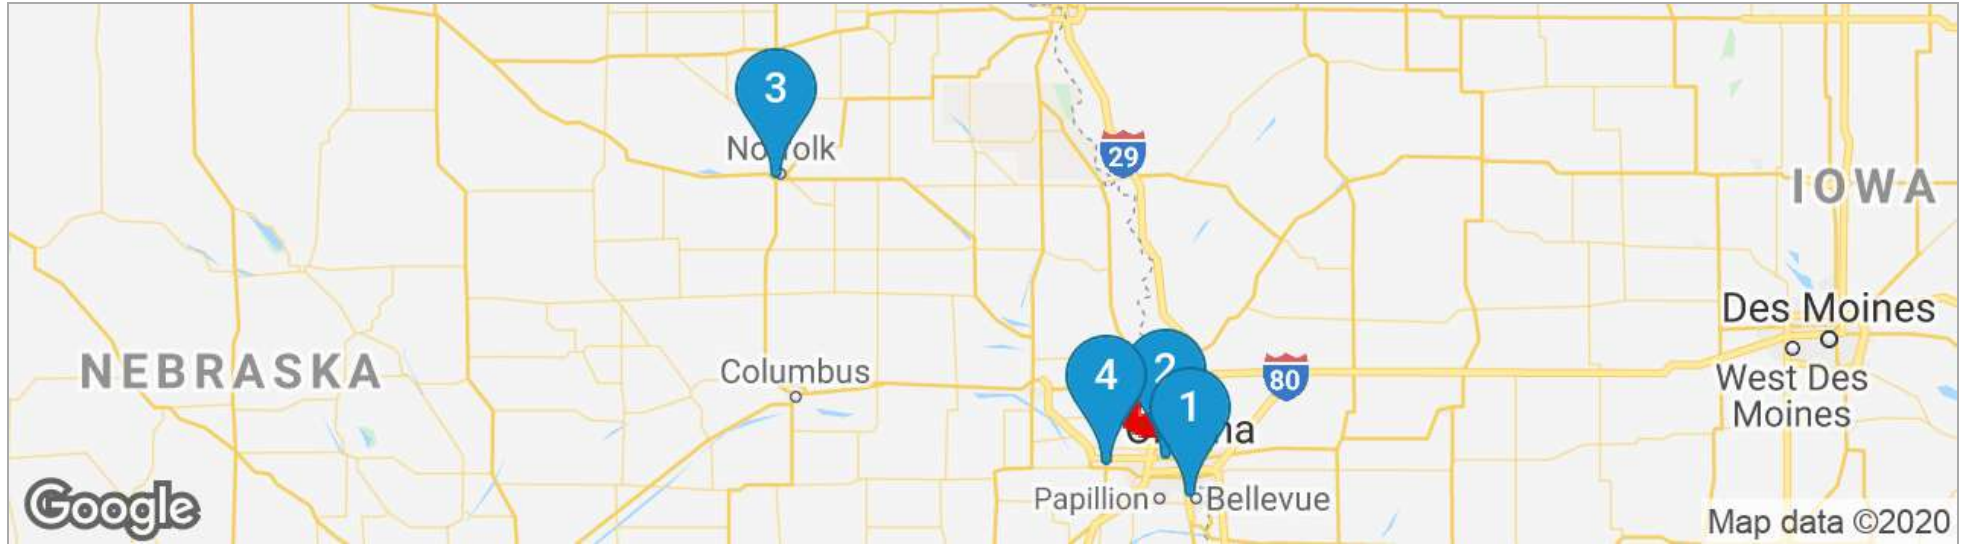 3
29
IOWA
Des Moines
NEBRASKA
Columbus
4
2
1
80
West Des
Moines
Papillion
Bellevue
Google
Map data ©2020